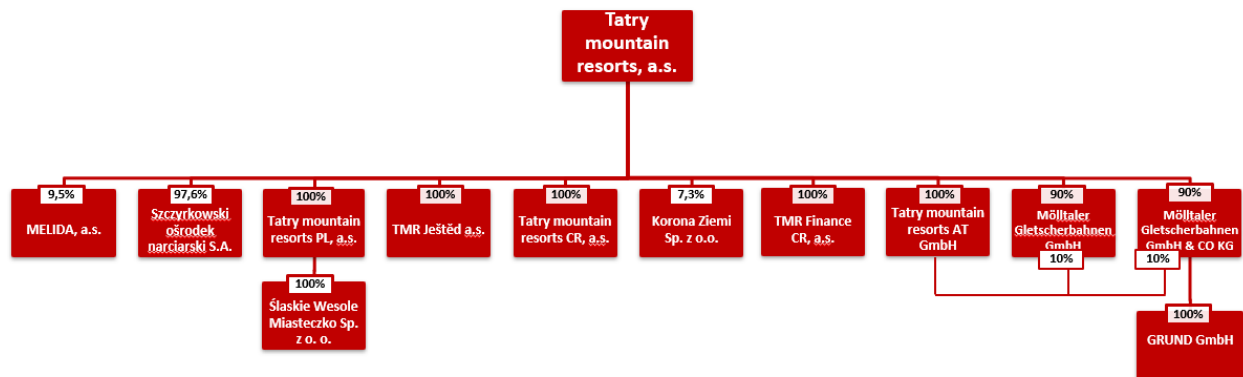 Tatry
mountain
resorts, a.s.
9,5%
MELIDA, a.s.
97,6%
Szczyrkowski
ośrodek
narciarski S.A.
100%
Tatry mountain
resorts PL, a.s.
100%
TMR Ještěd a.s.
100%
Tatry mountain
resorts CR, a.s.
7,3%
Korona Ziemi
Sp. z o.o.
100%
TMR Finance
CR, a.s.
100%
Tatry mountain
resorts AT
GmbH
90%
Mölltaler
Gletscherbahnen
GmbH
10%
90%
Mölltaler
Gletscherbahnen
GmbH & CO KG
10%
100%
Ślaskie Wesole
Miasteczko Sp.
z o. o.
100%
GRUND GmbH